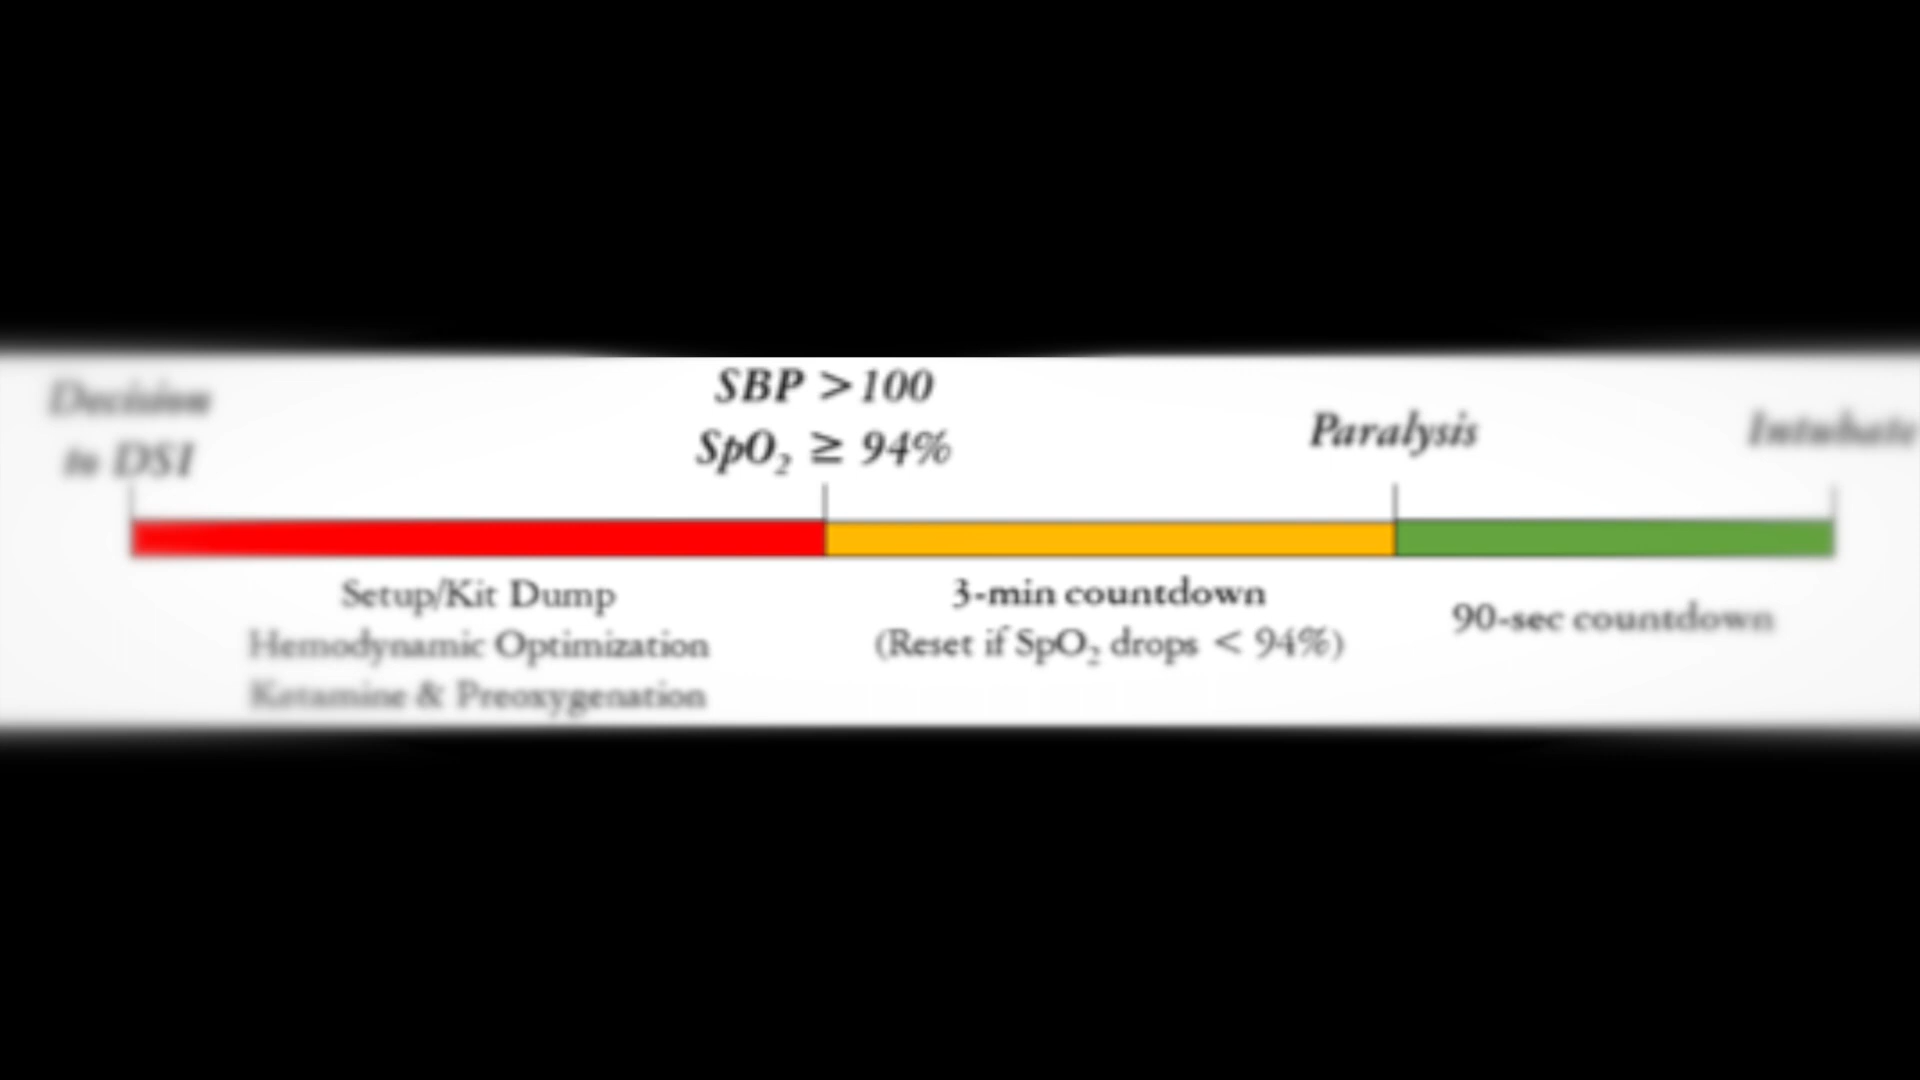 Decision
to DSI
SBP >100
SpO₂ ≥ 94%
Paralysis
Intubate
Setup/Kit Dump
Hemodynamic Optimization
Ketamine & Preoxygenation
3-min countdown
(Reset if SpO₂ drops < 94%)
90-sec countdown